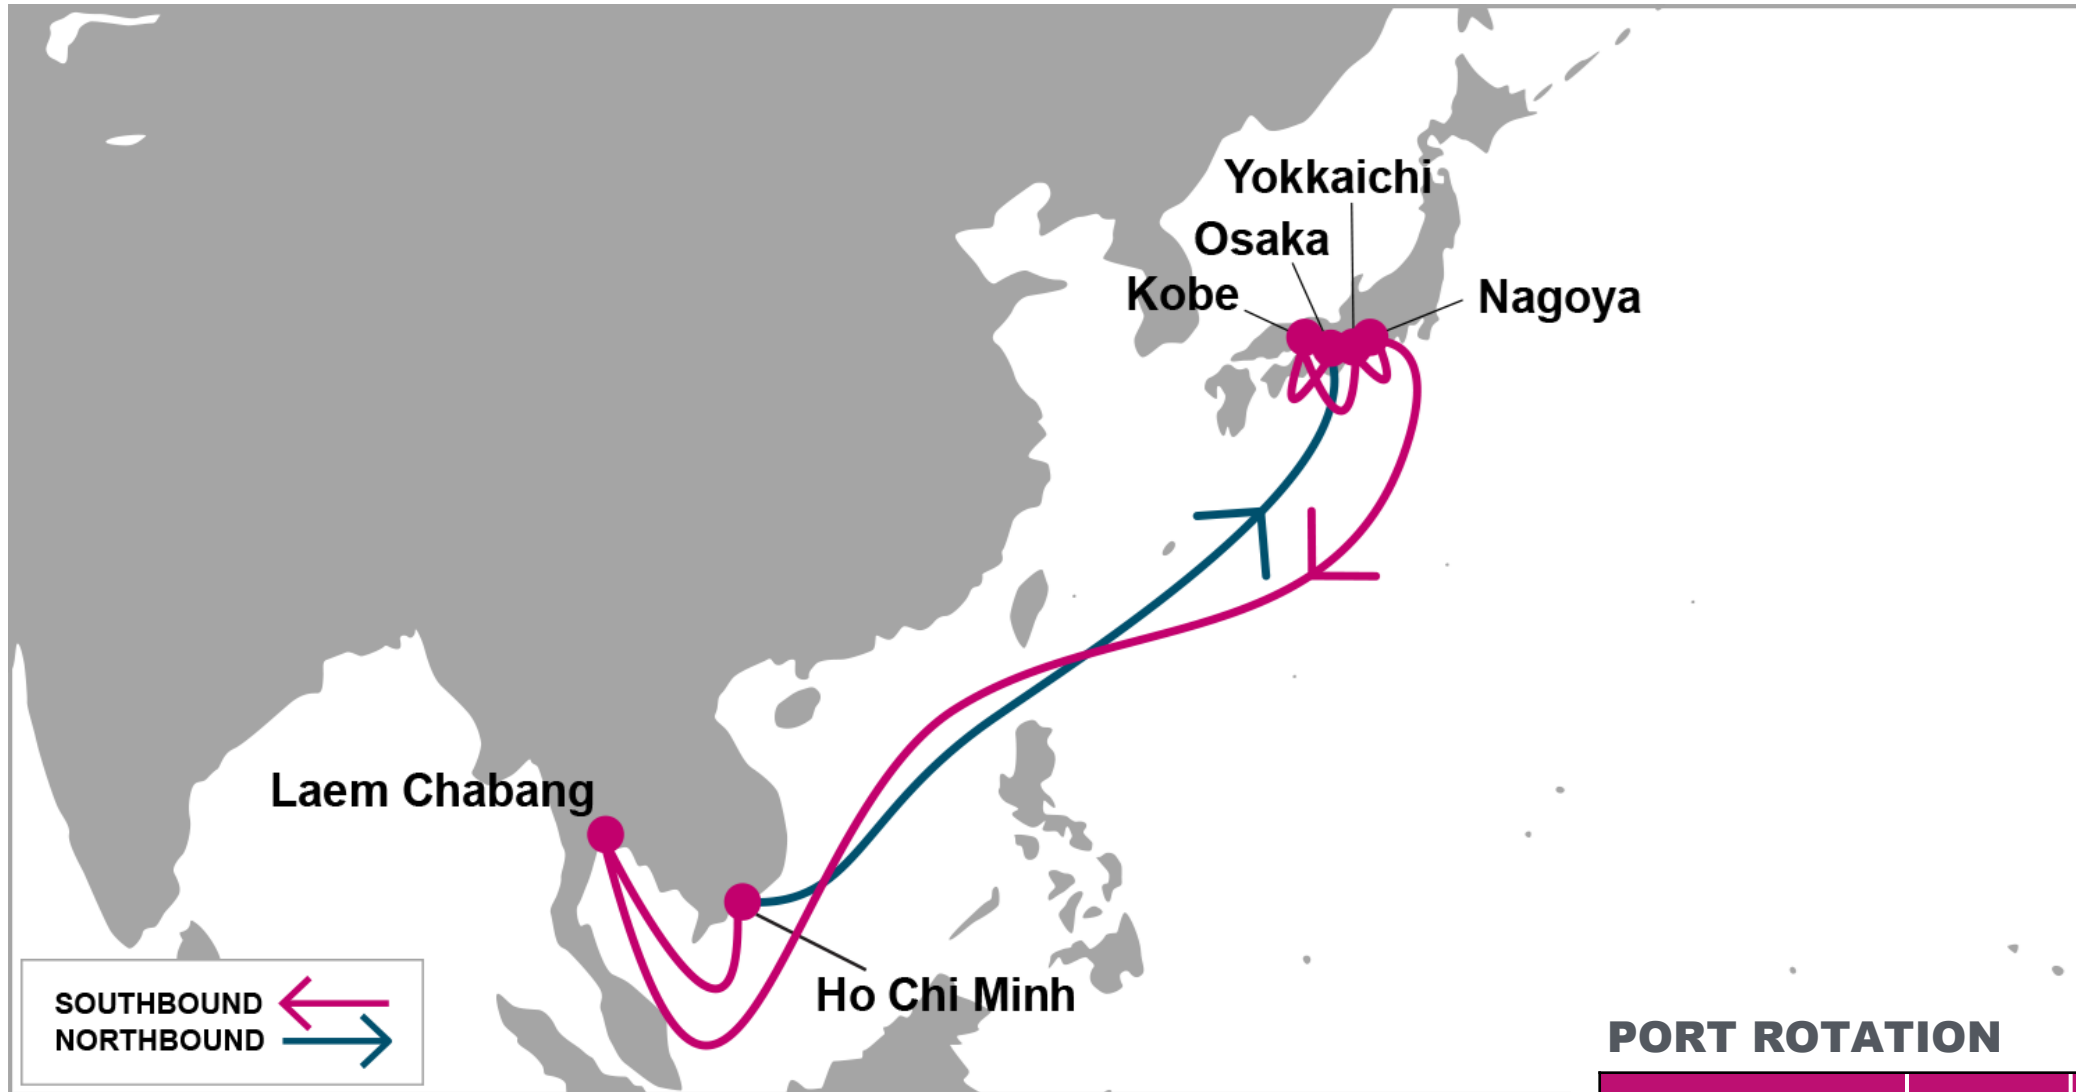 Yokkaichi
Osaka
Kobe
Nagoya
Laem Chabang
Ho Chi Minh
SOUTHBOUND
NORTHBOUND
PORT ROTATION